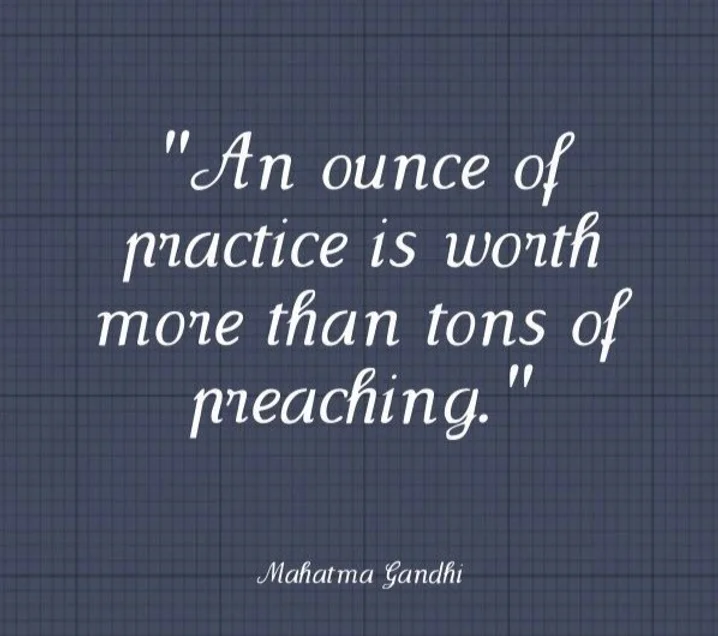 "An ounce of
practice is worth
more than tons of
preaching."
Mahatma Gandhi